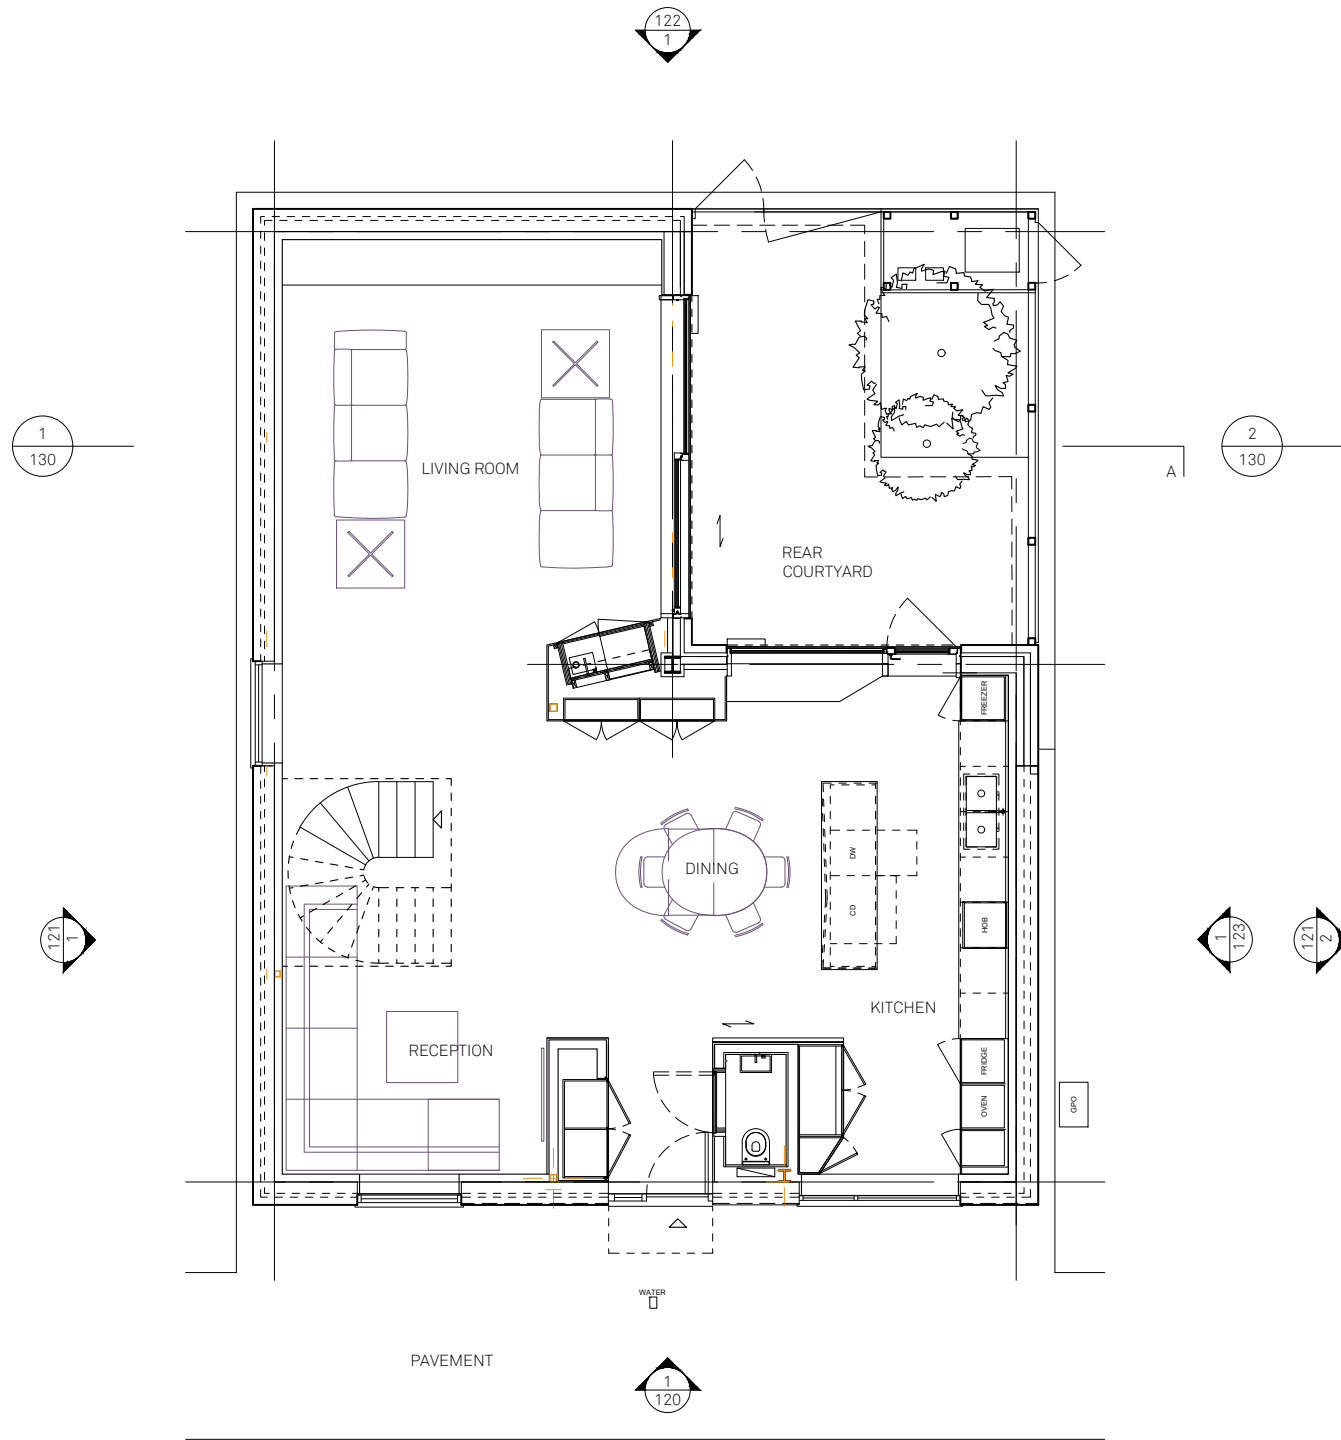 122
1
1
130
2
130
A
LIVING ROOM
REAR
COURTYARD
FREEZER
DINING
DW
CD
HOB
121
1
1
123
121
2
KITCHEN
RECEPTION
FRIDGE
OVEN
GPO
WATER
PAVEMENT
1
120